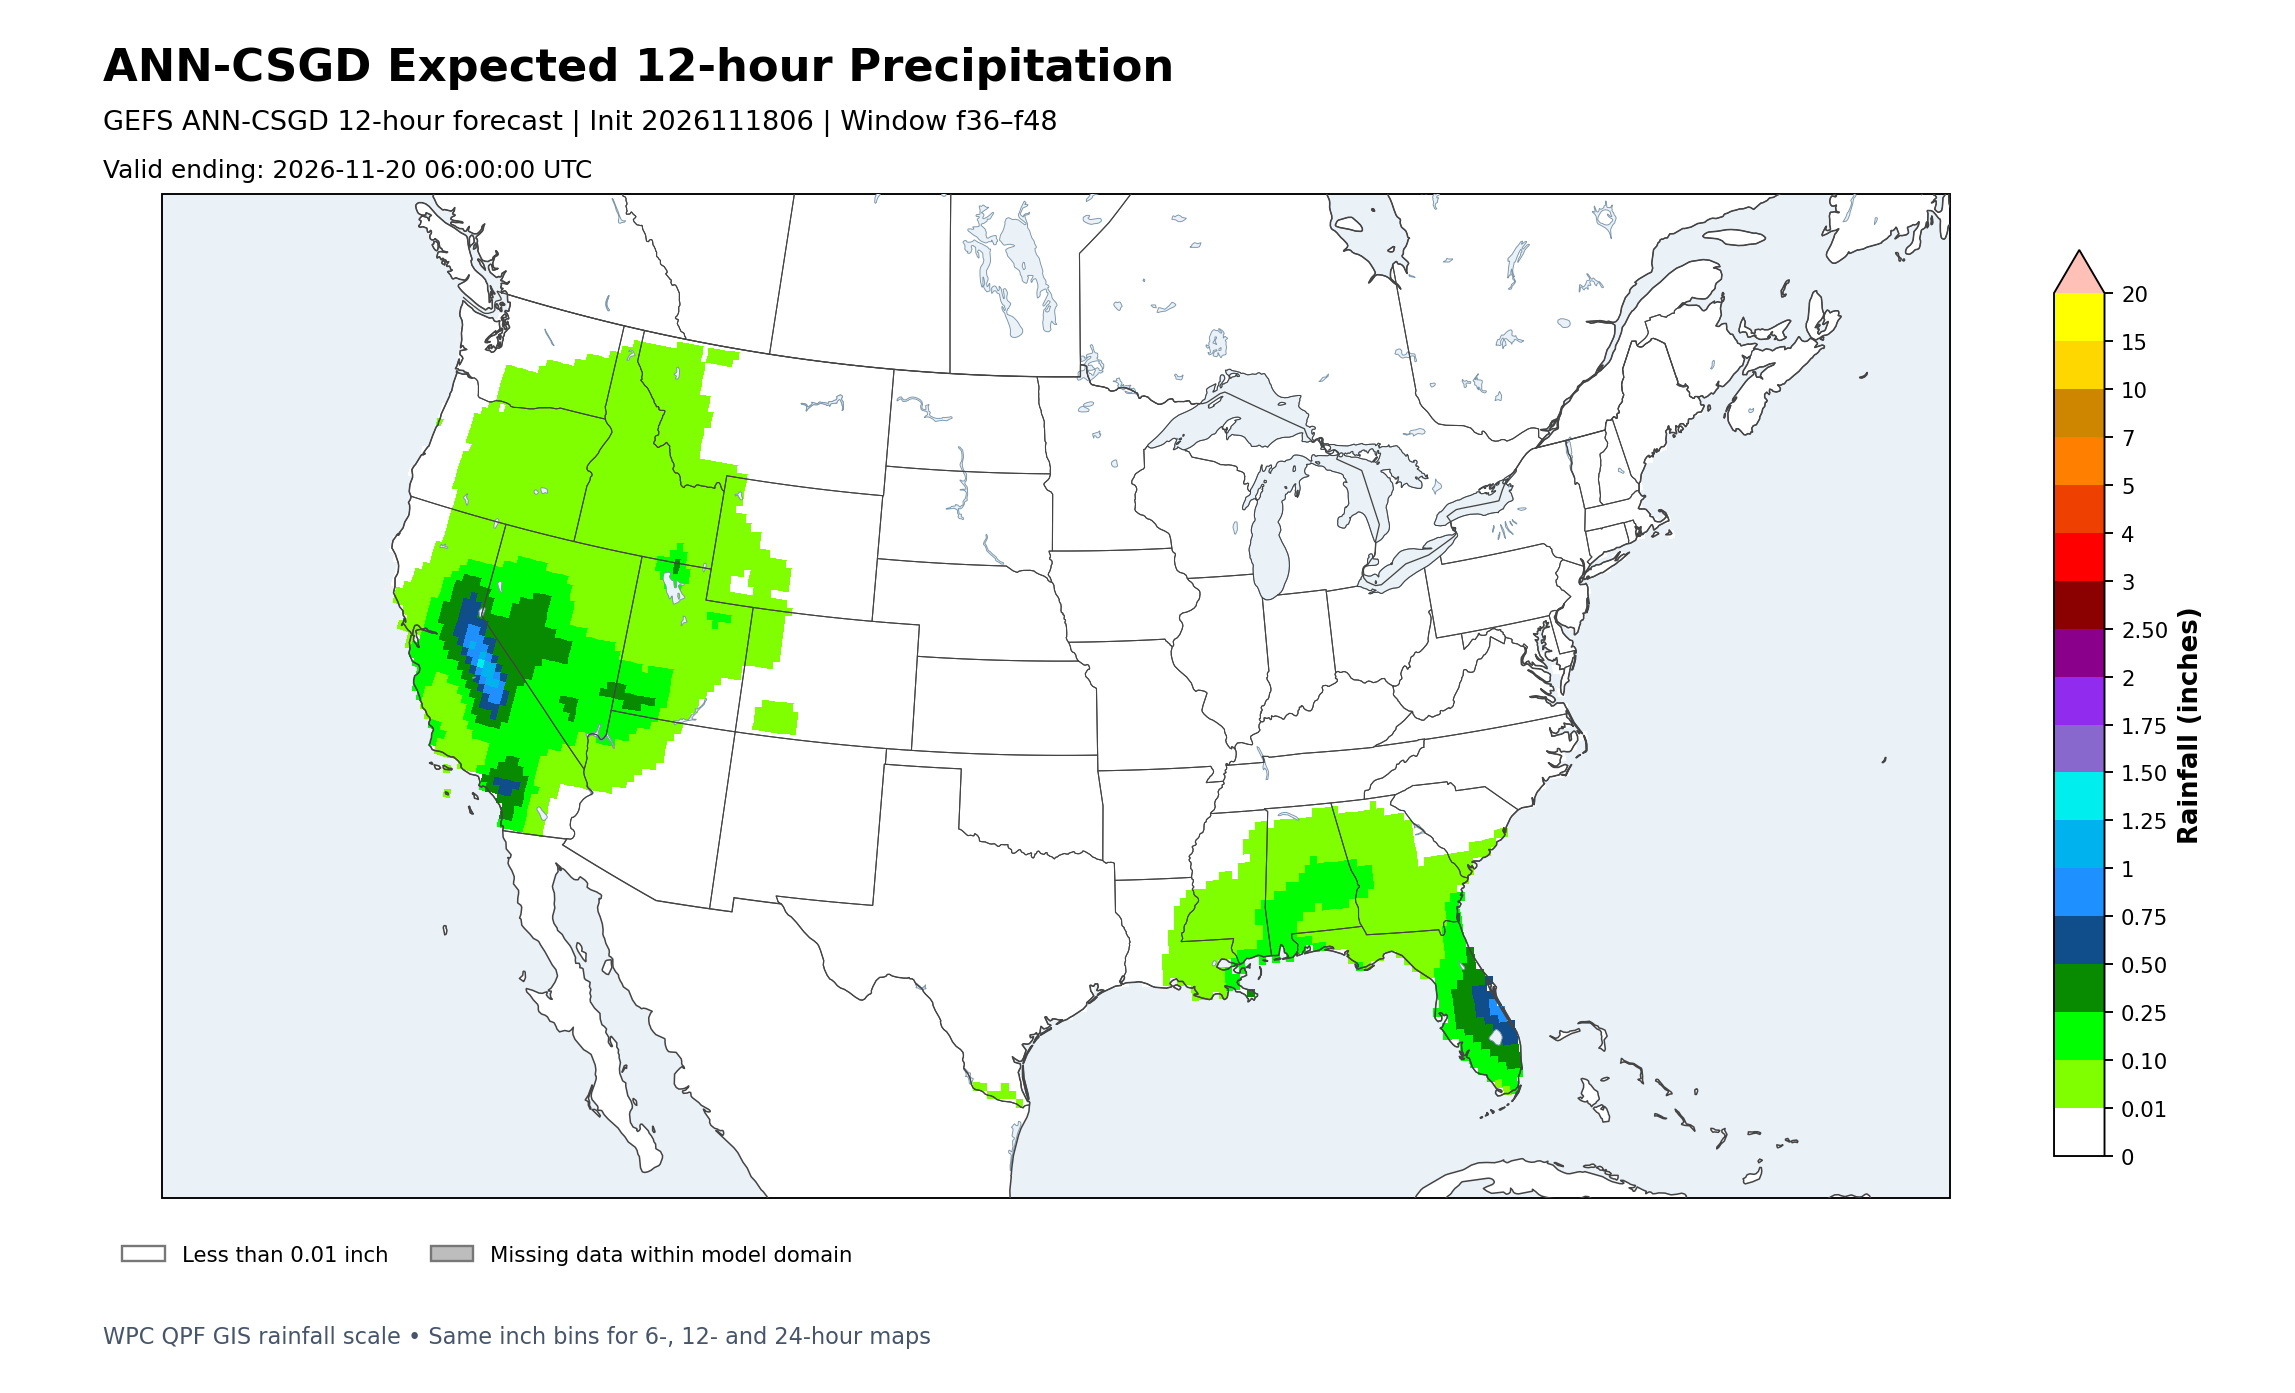 ANN-CSGD Expected 12-hour Precipitation
GEFS ANN-CSGD 12-hour forecast | Init 2026111806 | Window f36–f48
Valid ending: 2026-11-20 06:00:00 UTC
20
15
10
7
5
4
3
2.50
2
1.75
1.50
1.25
1
0.75
0.50
0.25
0.10
0.01
0
Rainfall (inches)
Less than 0.01 inch
Missing data within model domain
WPC QPF GIS rainfall scale • Same inch bins for 6-, 12- and 24-hour maps